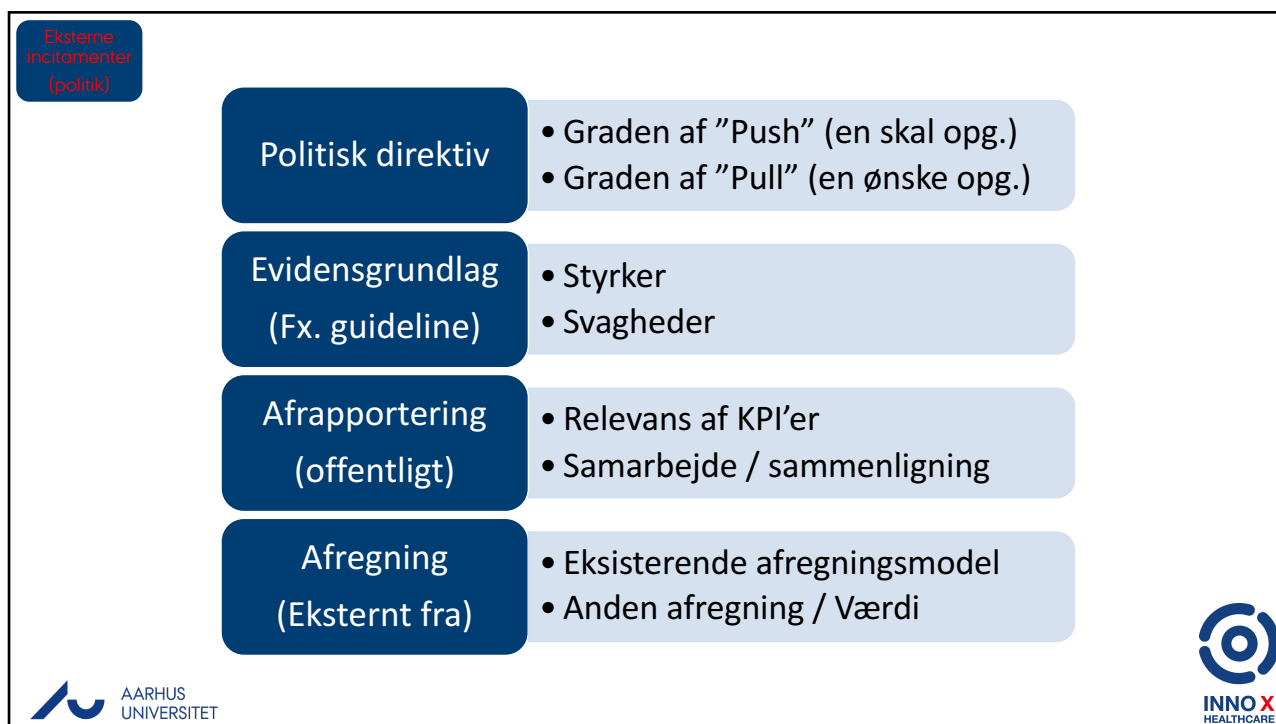 Eksterne
incitamenter
(politik)
Politisk direktiv
• Graden af ”Push” (en skal opg.)
• Graden af ”Pull” (en ønske opg.)
Evidensgrundlag
(Fx. guideline)
• Styrker
• Svagheder
Afrapportering
(offentligt)
• Relevans af KPI’er
• Samarbejde / sammenligning
Afregning
(Eksternt fra)
• Eksisterende afregningsmodel
• Anden afregning / Værdi
AARHUS
UNIVERSITET
INNO X
HEALTHCARE